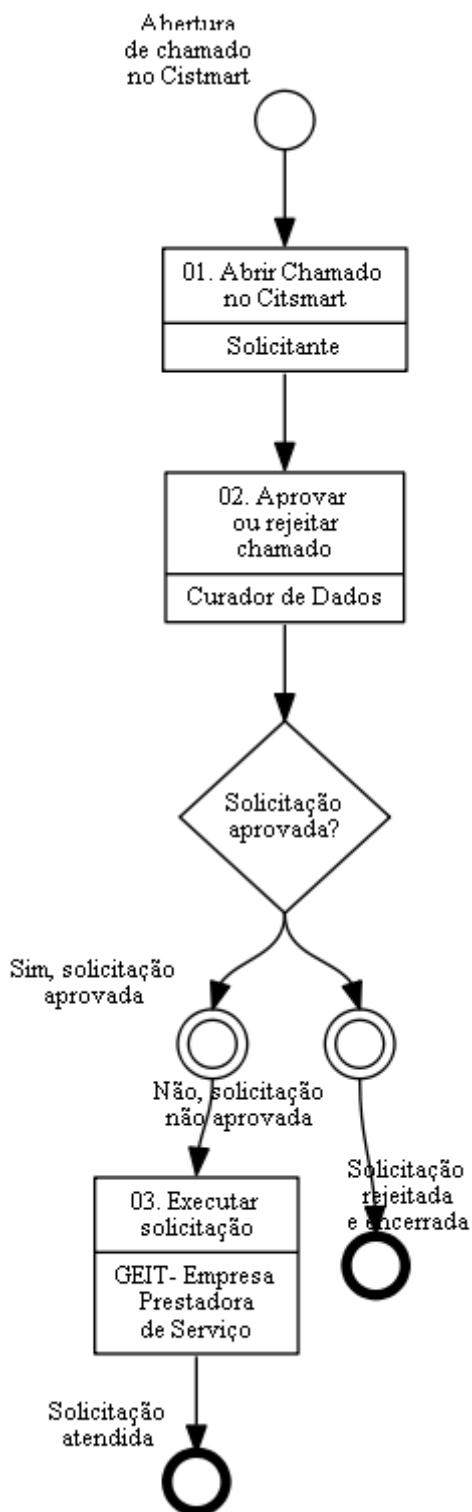 Abertura
de chamado
no Cistmart
01. Abrir Chamado
no Citsmart
Solicitante
02. Aprovar
ou rejeitar
chamado
Curador de Dados
Solicitação
aprovada?
Sim, solicitação
aprovada
Não, solicitação
não aprovada
Solicitação
rejeitada
e encerrada
03. Executar
solicitação
GEIT- Empresa
Prestadora
de Serviço
Solicitação
atendida